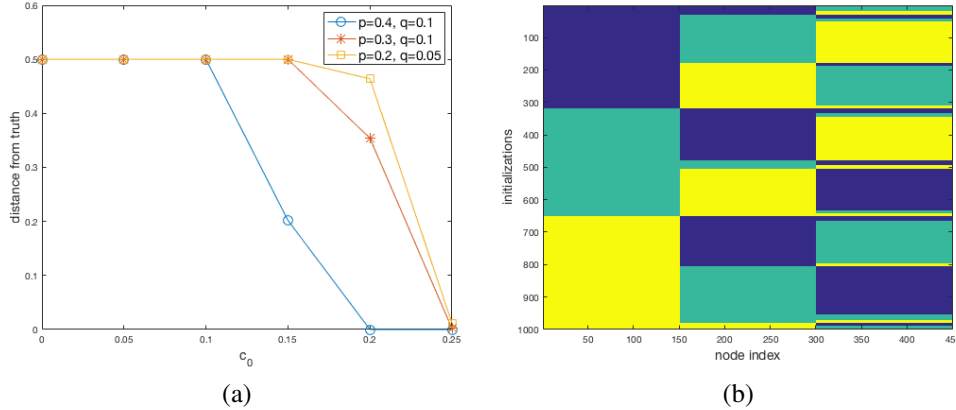 0.6
0.5
0.4
0.3
0.2
0.1
0
distance from truth
p=0.4, q=0.1
p=0.3, q=0.1
p=0.2, q=0.05
0 0.05 0.1 0.15 0.2 0.25
c0
(a)
100
200
300
400
500
600
700
800
900
1000
initializations
50 100 150 200 250 300 350 400 45
node index
(b)